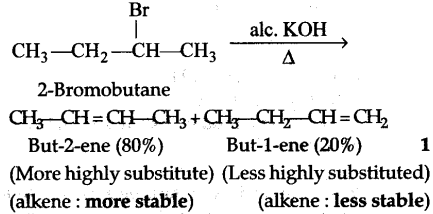 Br
|
CH₃—CH₂—CH—CH₃ alc. KOH
Δ
2-Bromobutane
CH₃—CH=CH—CH₃+CH₃—CH₂—CH=CH₂
But-2-ene (80%) But-1-ene (20%) 1
(More highly substitute) (Less highly substituted)
(alkene : more stable) (alkene : less stable)